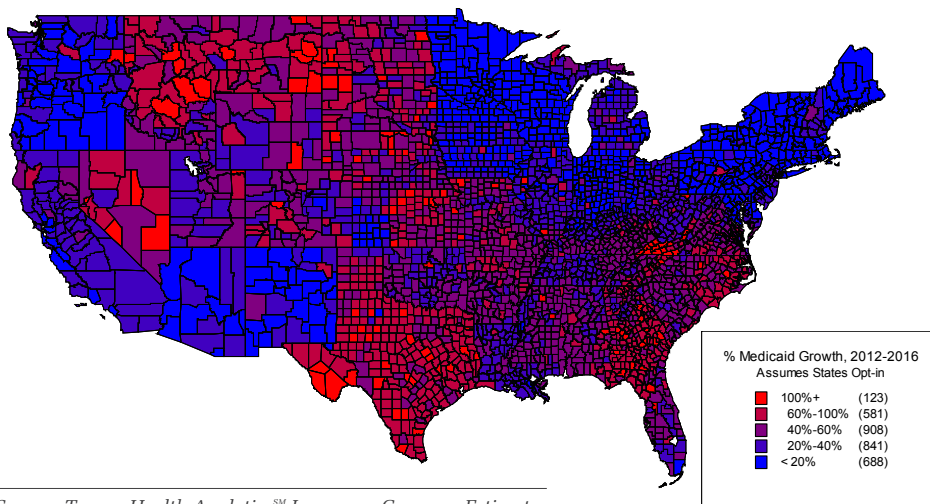 % Medicaid Growth, 2012-2016
Assumes States Opt-in
100%+ (123)
60%-100% (581)
40%-60% (908)
20%-40% (841)
< 20% (688)